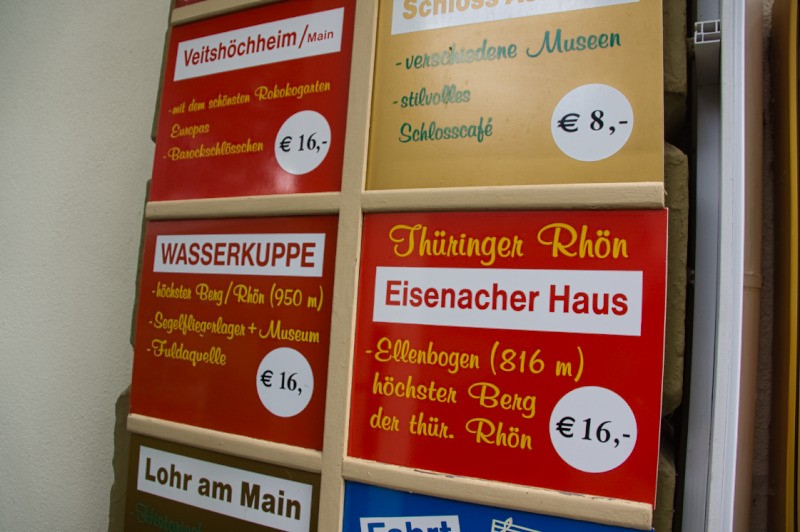 Veitshöchheim/Main
-mit dem schönsten Rokokogarten
Europas
-Barockschlösschen
€ 16,-
Schloss
-verschiedene Museen
-stilvolles
Schlosscafé
€ 8,-
WASSERKUPPE
-höchster Berg/Rhön (950 m)
-Segelfliegerlager + Museum
-Fuldaquelle
€ 16,-
Thüringer Rhön
Eisenacher Haus
-Ellenbogen (816 m)
höchster Berg
der thür. Rhön
€ 16,-
Lohr am Main
Fahrt